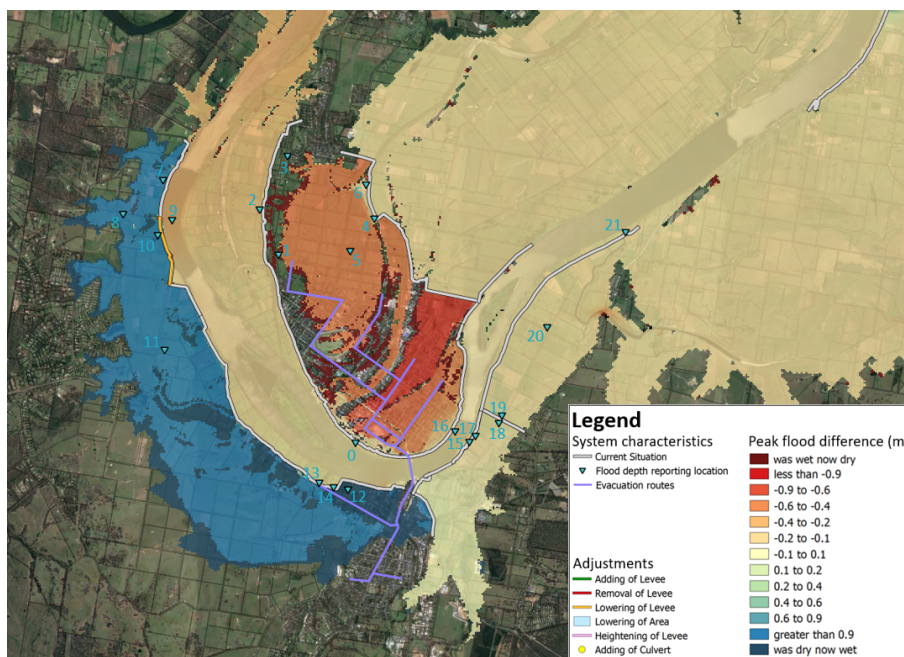 3
7
6
2
9
8
4
21
10
1
5
20
11
19
16
17
18
15
0
13
14
12
Legend
System characteristics
Current Situation
Flood depth reporting location
Evacuation routes
Adjustments
Adding of Levee
Removal of Levee
Lowering of Levee
Lowering of Area
Heightening of Levee
Adding of Culvert
Peak flood difference (m
was wet now dry
less than -0.9
-0.9 to -0.6
-0.6 to -0.4
-0.4 to -0.2
-0.2 to -0.1
-0.1 to 0.1
0.1 to 0.2
0.2 to 0.4
0.4 to 0.6
0.6 to 0.9
greater than 0.9
was dry now wet